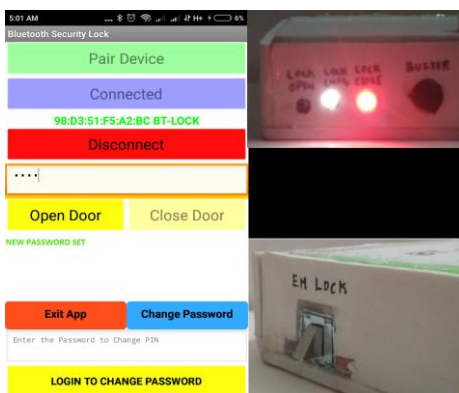 5:01 AM ... H+ 6%
Bluetooth Security Lock
Pair Device
Connected
98:D3:51:F5:A2:BC BT-LOCK
Disconnect
....
Open Door Close Door
NEW PASSWORD SET
Exit App Change Password
Enter the Password to Change PIN
LOGIN TO CHANGE PASSWORD
LOCK LOCK LOCK BUZZER
OPEN CLOSE
EM LOCK